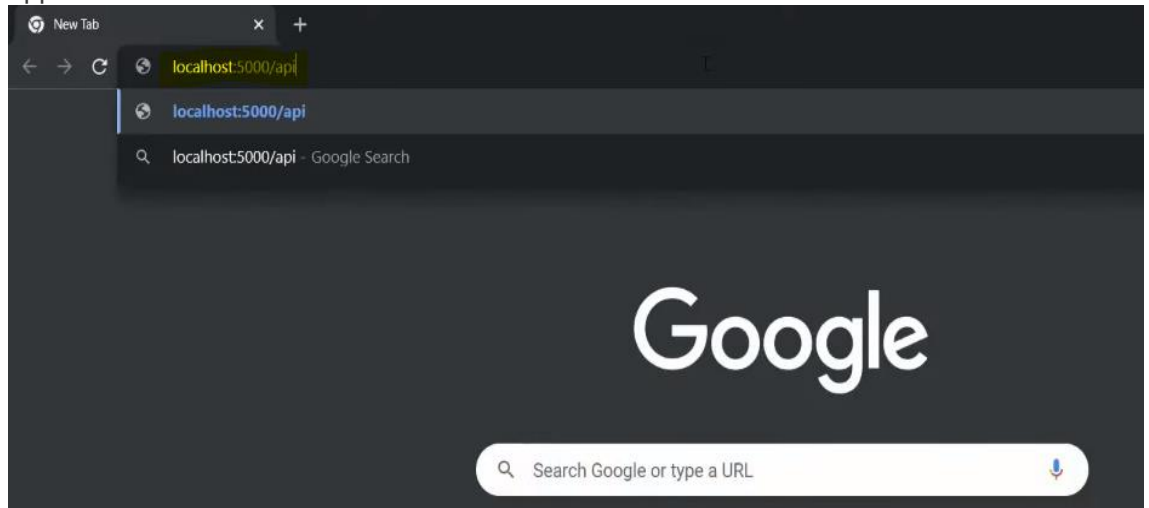 New Tab
localhost:5000/api
localhost:5000/api
localhost:5000/api - Google Search
Google
Search Google or type a URL